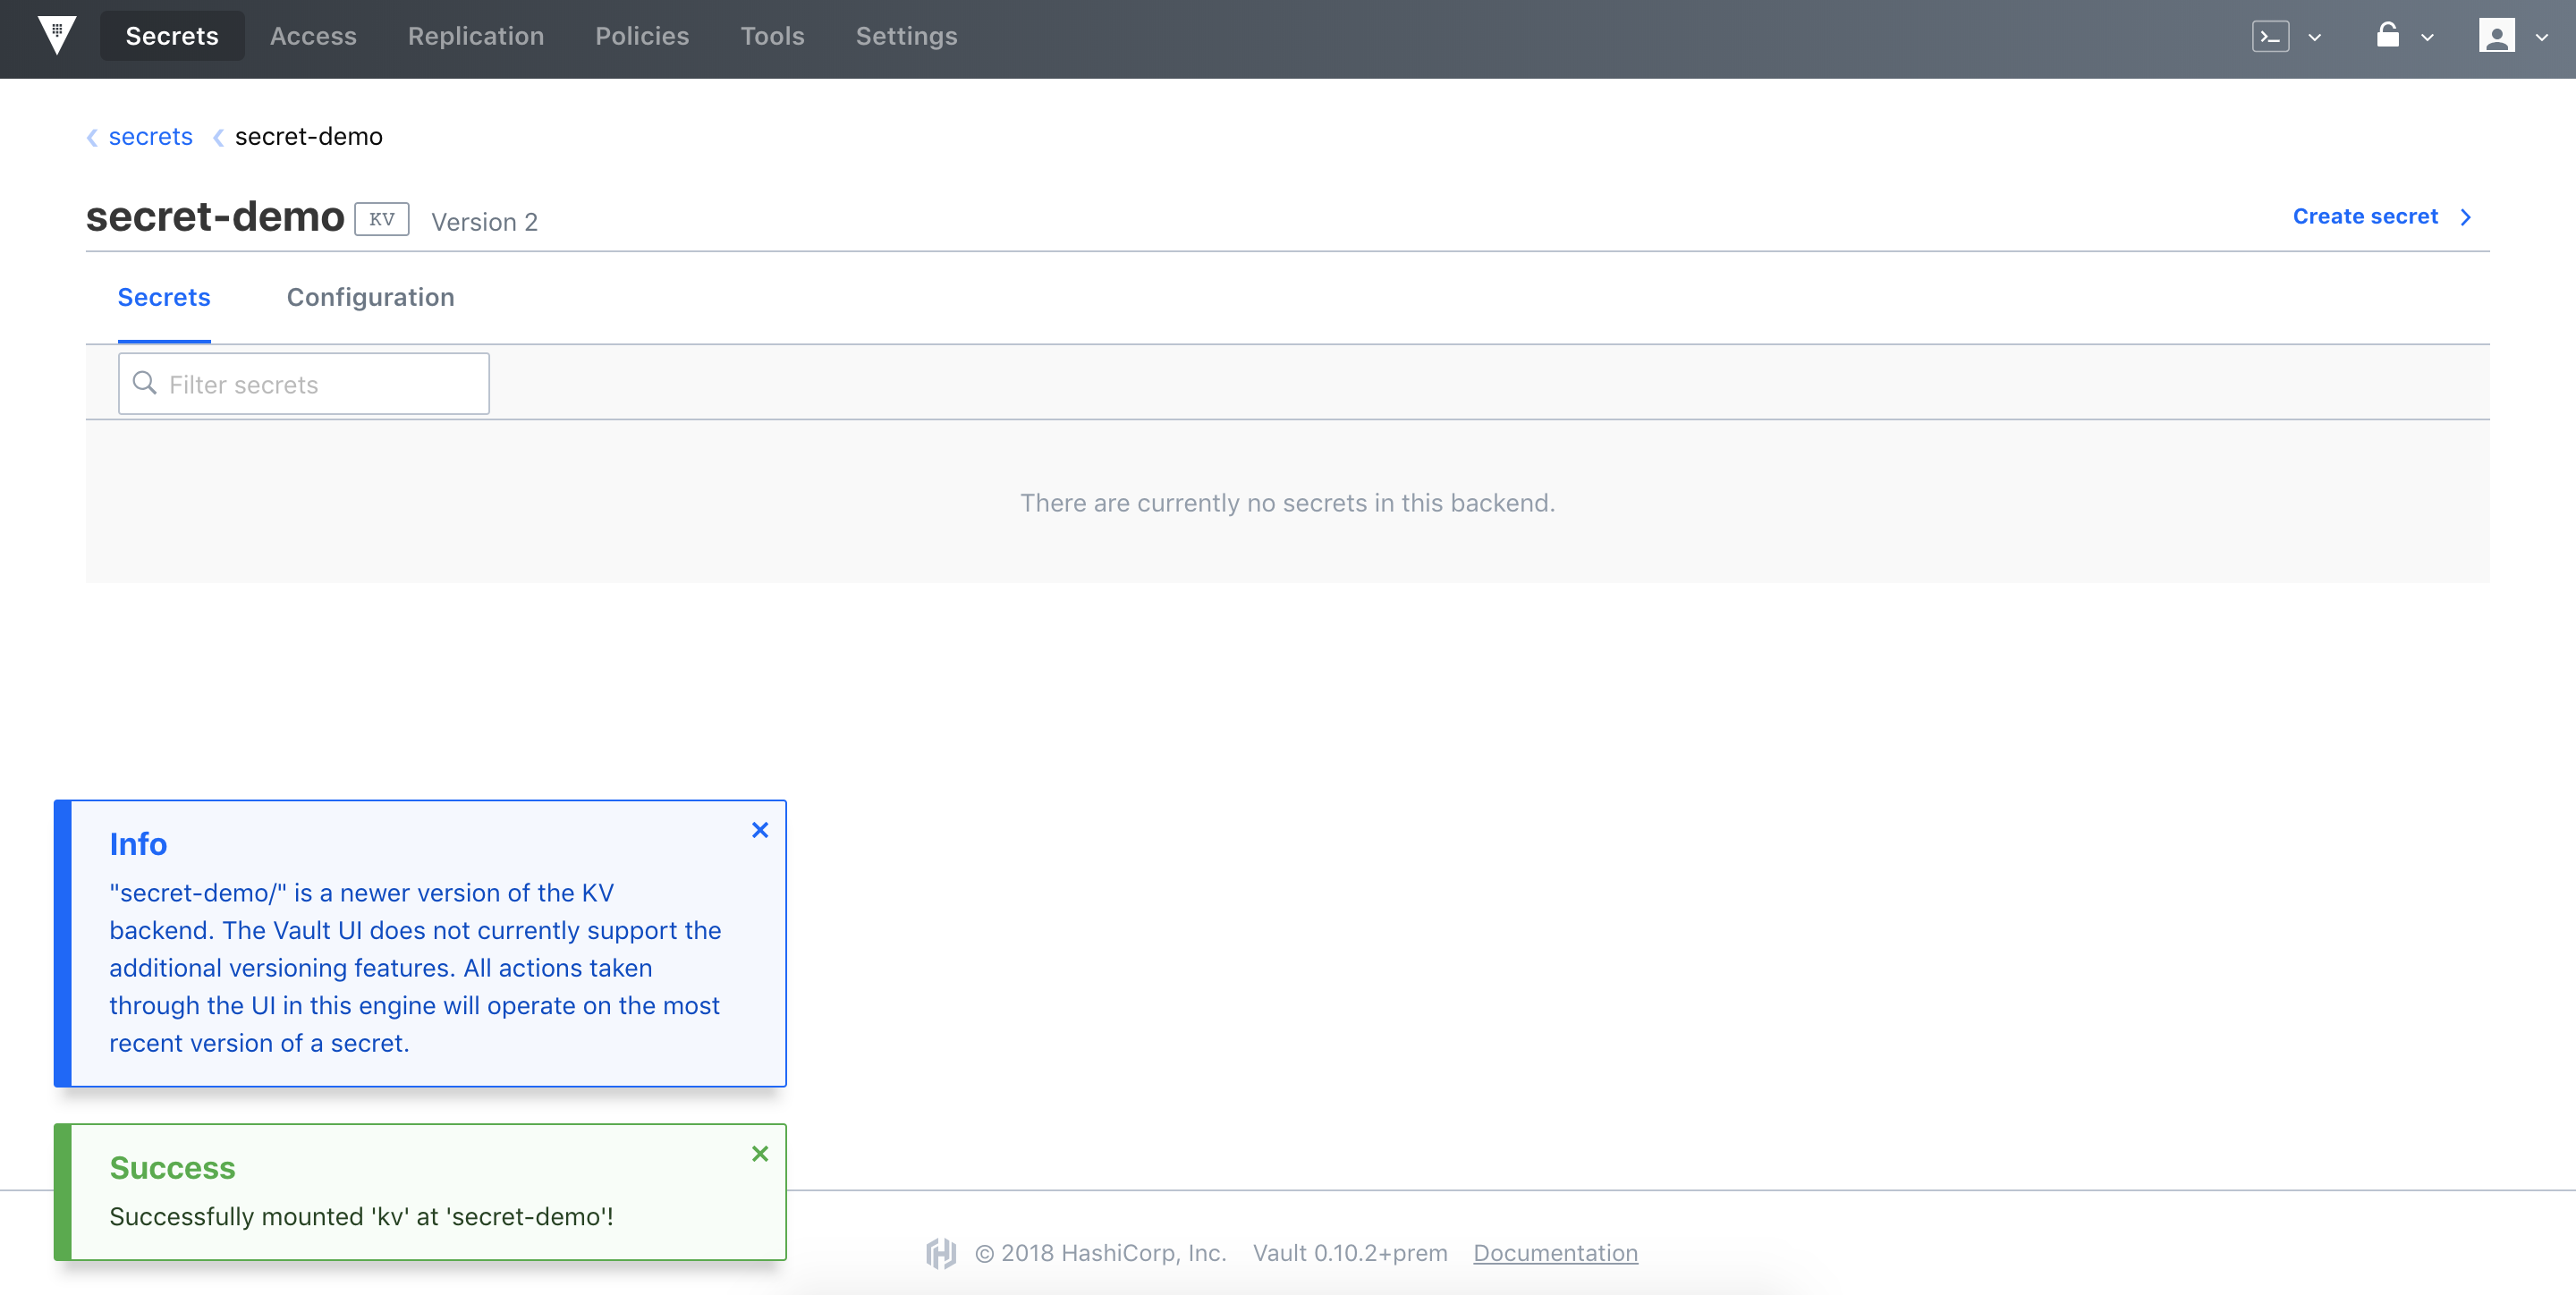 Secrets Access Replication Policies Tools Settings
secrets secret-demo
secret-demo KV Version 2 Create secret
Secrets Configuration
Filter secrets
There are currently no secrets in this backend.
Info
"secret-demo/" is a newer version of the KV
backend. The Vault UI does not currently support the
additional versioning features. All actions taken
through the UI in this engine will operate on the most
recent version of a secret.
Success
Successfully mounted 'kv' at 'secret-demo'!
© 2018 HashiCorp, Inc. Vault 0.10.2+prem Documentation